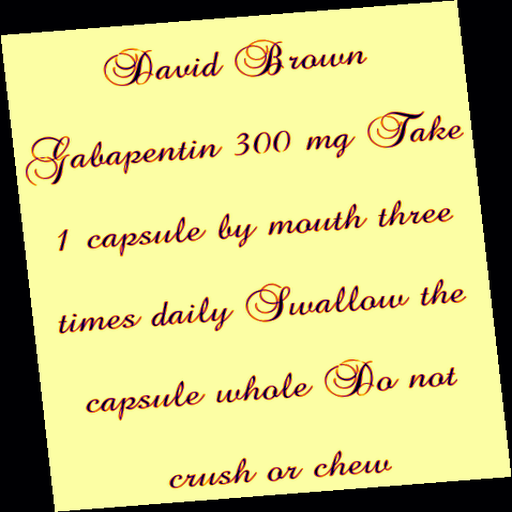 David Brown
Gabapentin 300 mg Take
1 capsule by mouth three
times daily Swallow the
capsule whole Do not
crush or chew